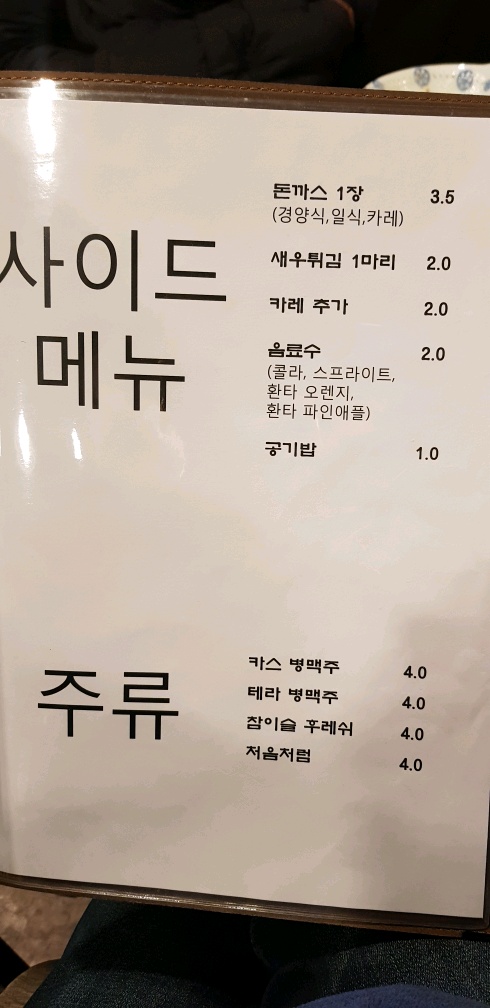 사이드
메뉴
돈까스 1장 3.5
(경양식,일식,카레)
새우튀김 1마리 2.0
카레 추가 2.0
음료수 2.0
(콜라, 스프라이트,
환타 오렌지,
환타 파인애플)
공기밥 1.0
주류
카스 병맥주 4.0
테라 병맥주 4.0
참이슬 후레쉬 4.0
처음처럼 4.0